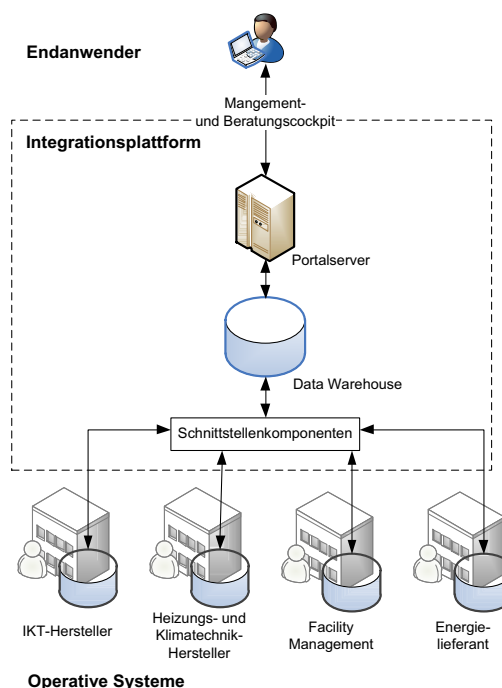 Endanwender
Mangement-
und Beratungscockpit
Integrationsplattform
Portalserver
Data Warehouse
Schnittstellenkomponenten
IKT-Hersteller
Heizungs- und
Klimatechnik-
Hersteller
Facility
Management
Energie-
lieferant
Operative Systeme